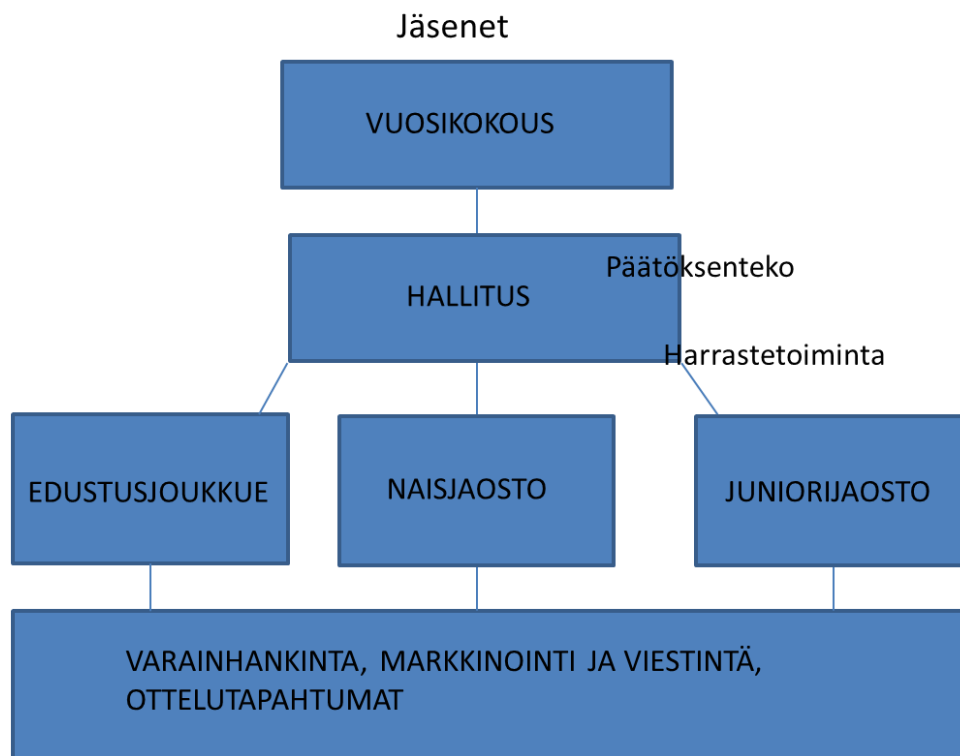 Jäsenet
VUOSIKOKOUS
Päätöksenteko
HALLITUS
Harrastetoiminta
EDUSTUSJOUKKUE
NAISJAOSTO
JUNIORIJAOSTO
VARAINHANKINTA, MARKKINOINTI JA VIESTINTÄ,
OTTELUTAPAHTUMAT